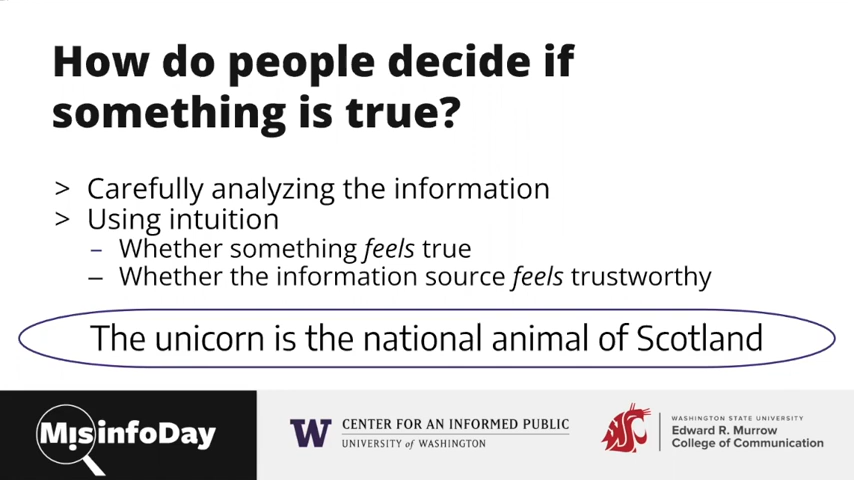 How do people decide if
something is true?
> Carefully analyzing the information
> Using intuition
– Whether something feels true
– Whether the information source feels trustworthy
The unicorn is the national animal of Scotland
MisinfoDay
W
CENTER FOR AN INFORMED PUBLIC
UNIVERSITY of WASHINGTON
WASHINGTON STATE UNIVERSITY
Edward R. Murrow
College of Communication